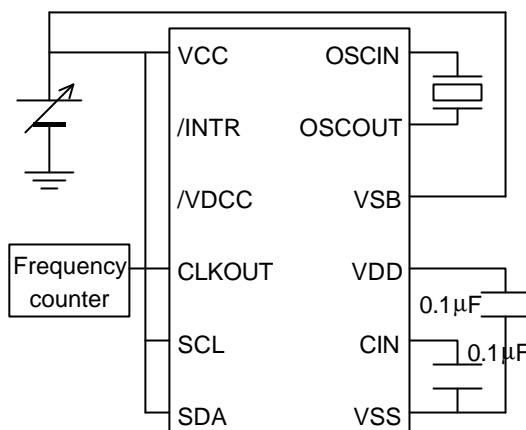 VCC OSCIN
/INTR OSCOUT
/VDCC VSB
Frequency
counter
CLKOUT VDD
0.1μF
SCL CIN
0.1μF
SDA VSS